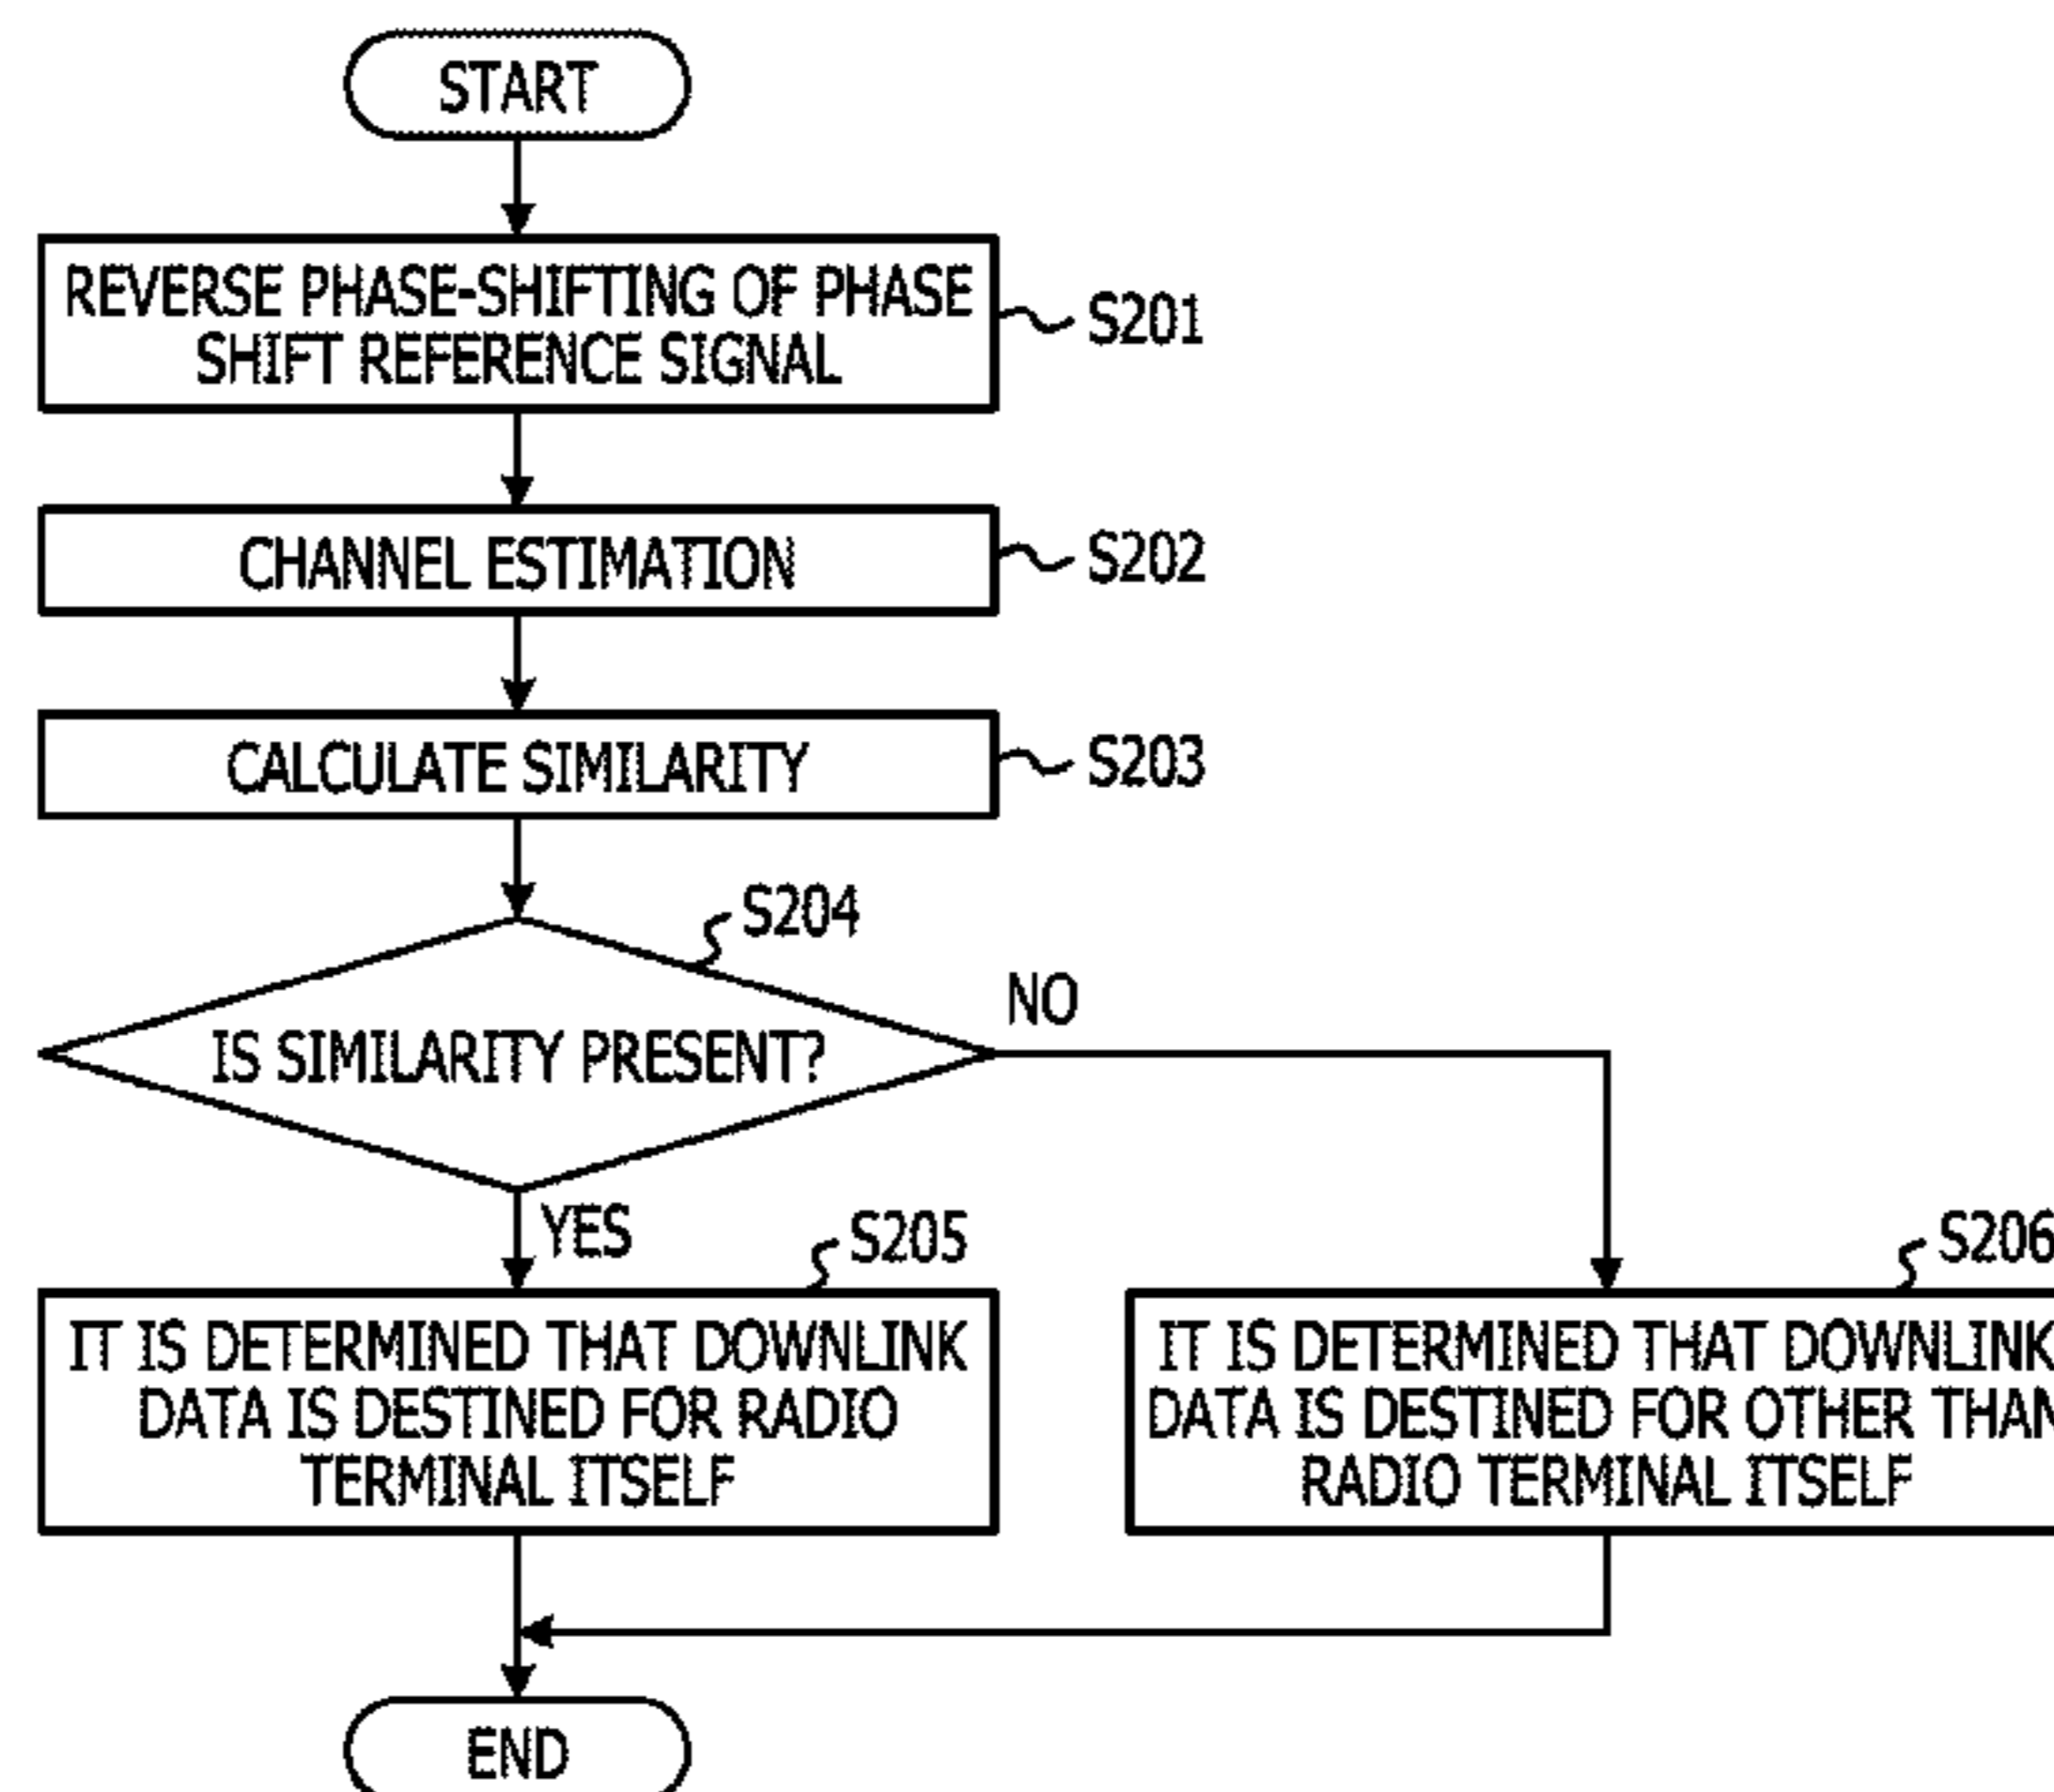 START
REVERSE PHASE-SHIFTING OF PHASE
SHIFT REFERENCE SIGNAL
S201
CHANNEL ESTIMATION
S202
CALCULATE SIMILARITY
S203
S204
IS SIMILARITY PRESENT?
NO
YES
S205
IT IS DETERMINED THAT DOWNLINK
DATA IS DESTINED FOR RADIO
TERMINAL ITSELF
S206
IT IS DETERMINED THAT DOWNLINK
DATA IS DESTINED FOR OTHER THAN
RADIO TERMINAL ITSELF
END